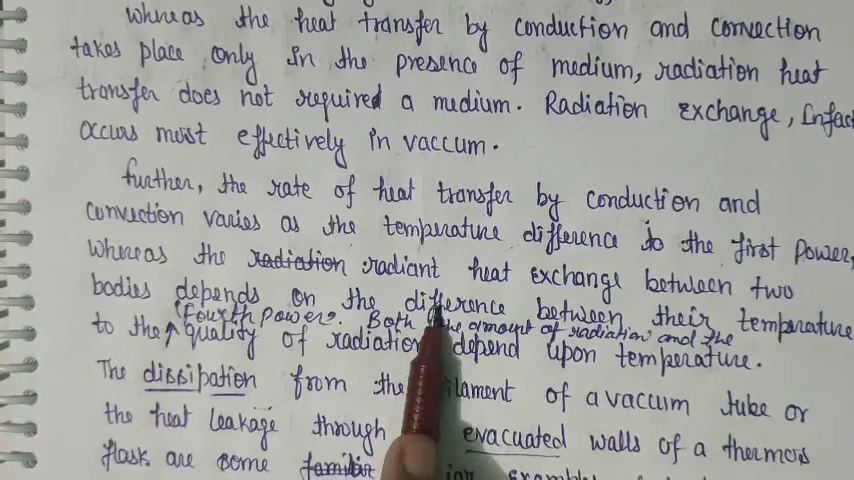 whereas the heat transfer by conduction and convection
takes place only in the presence of medium, radiation heat
transfer does not required a medium. Radiation exchange, Infact
occurs most effectively in vaccum.
further, the rate of heat transfer by conduction and
convection varies as the temperature difference to the first power,
whereas the radiation radiant heat exchange between two
bodies depends on the difference between their temperature
(fourth power. Both the amount of radiation and the
to the quality of radiation depend upon temperature.
The dissipation from the filament of a vaccum tube or
the heat leakage through evacuated walls of a thermos
flask are some familiar